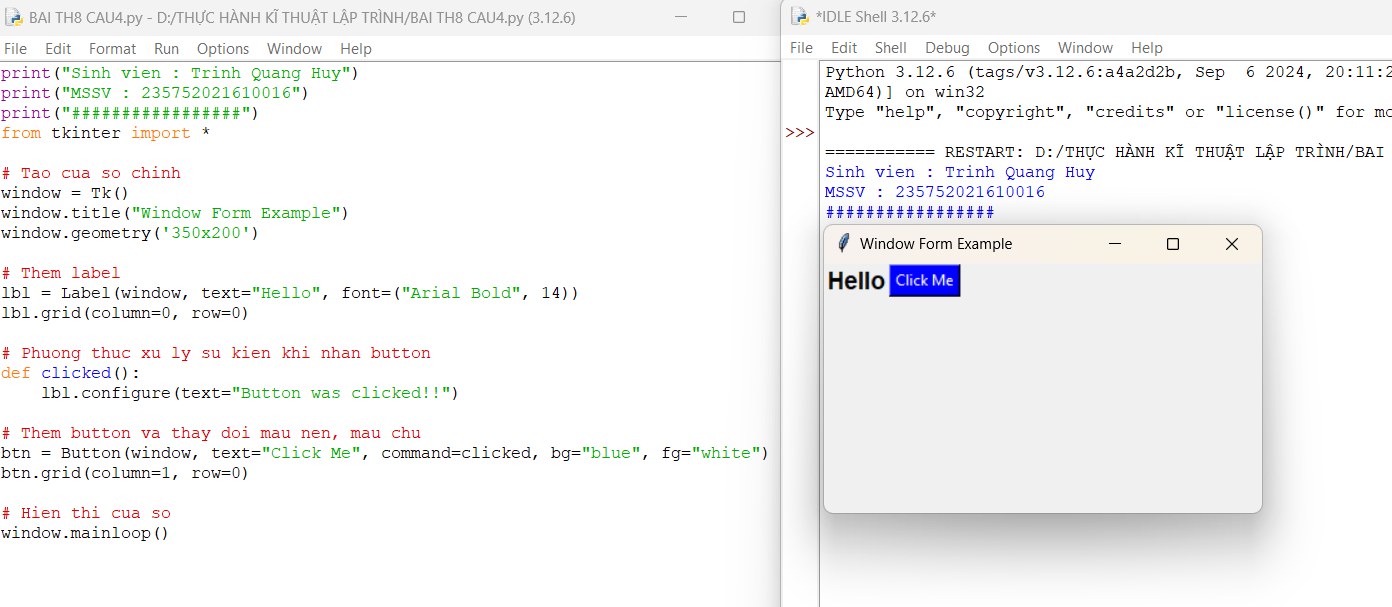 BAI TH8 CAU4.py - D:/THỰC HÀNH KĨ THUẬT LẬP TRÌNH/BAI TH8 CAU4.py (3.12.6)
File Edit Format Run Options Window Help
print("Sinh vien : Trinh Quang Huy")
print("MSSV : 235752021610016")
print("#################")
from tkinter import *
# Tao cua so chinh
window = Tk()
window.title("Window Form Example")
window.geometry('350x200')
# Them label
lbl = Label(window, text="Hello", font=("Arial Bold", 14))
lbl.grid(column=0, row=0)
# Phuong thuc xu ly su kien khi nhan button
def clicked():
    lbl.configure(text="Button was clicked!!")
# Them button va thay doi mau nen, mau chu
btn = Button(window, text="Click Me", command=clicked, bg="blue", fg="white")
btn.grid(column=1, row=0)
# Hien thi cua so
window.mainloop()
*IDLE Shell 3.12.6*
File Edit Shell Debug Options Window Help
Python 3.12.6 (tags/v3.12.6:a4a2d2b, Sep  6 2024, 20:11:2
AMD64)] on win32
Type "help", "copyright", "credits" or "license()" for mo
>>>
=========== RESTART: D:/THỰC HÀNH KĨ THUẬT LẬP TRÌNH/BAI
Sinh vien : Trinh Quang Huy
MSSV : 235752021610016
#################
Window Form Example
Hello Click Me